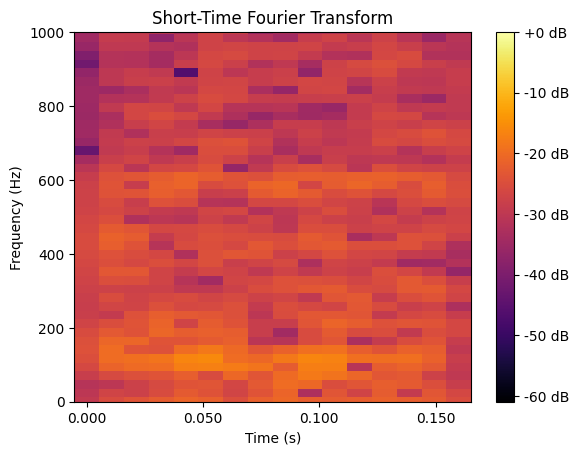 Short-Time Fourier Transform
1000
800
600
400
200
0
Frequency (Hz)
0.000
0.050
0.100
0.150
Time (s)
+0 dB
-10 dB
-20 dB
-30 dB
-40 dB
-50 dB
-60 dB